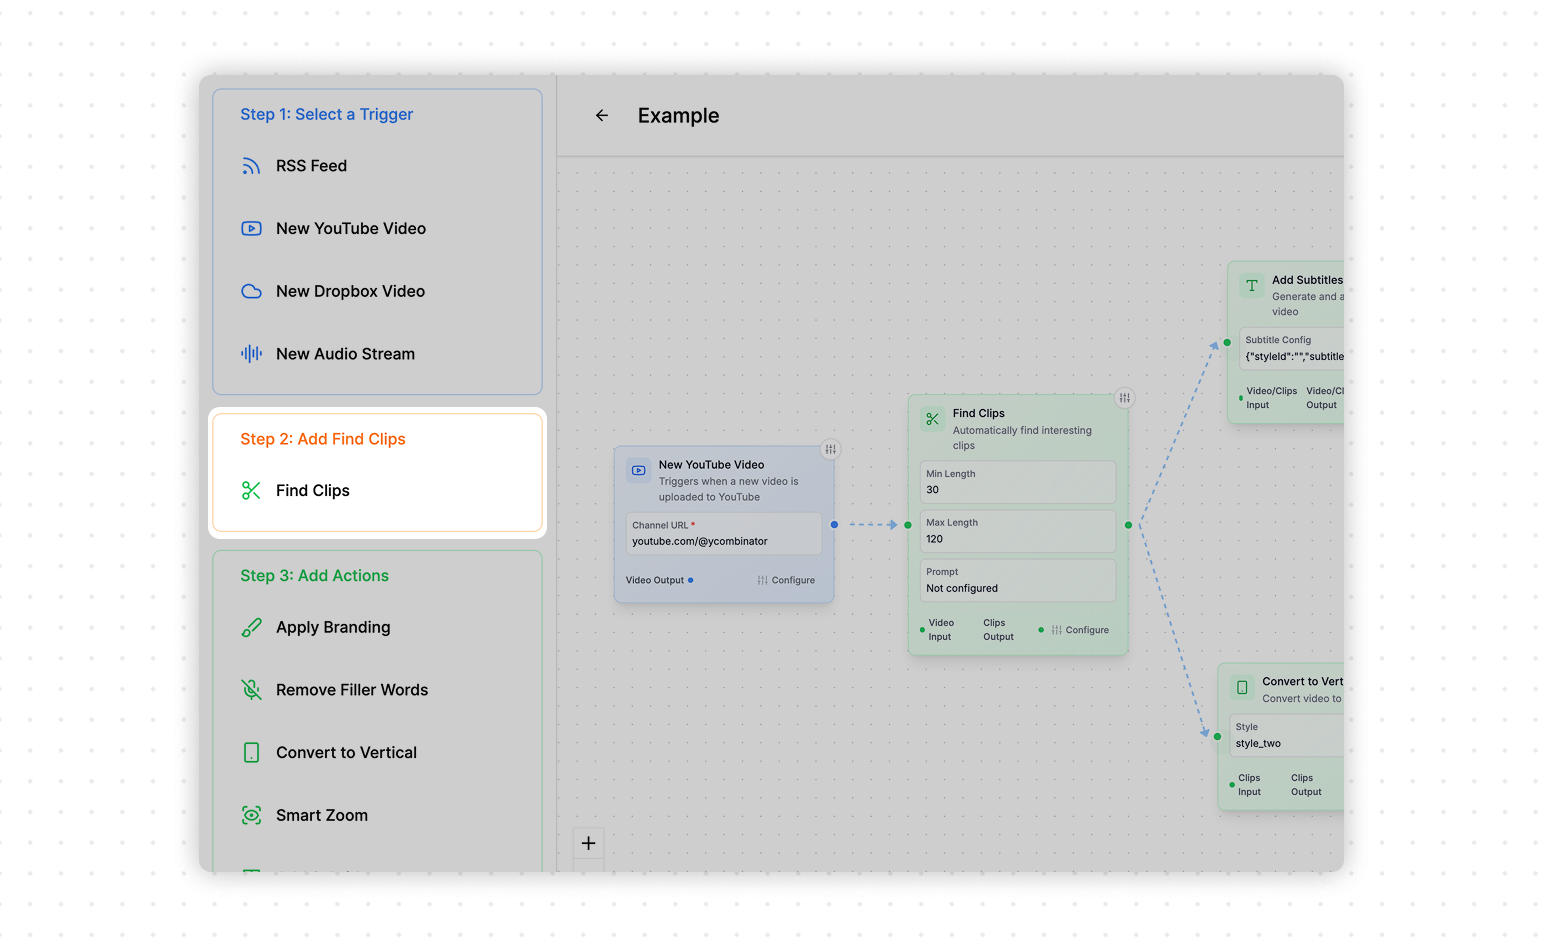 Step 1: Select a Trigger
RSS Feed
New YouTube Video
New Dropbox Video
New Audio Stream
Step 2: Add Find Clips
Find Clips
Step 3: Add Actions
Apply Branding
Remove Filler Words
Convert to Vertical
Smart Zoom
Example
New YouTube Video
Triggers when a new video is
uploaded to YouTube
Channel URL *
youtube.com/@ycombinator
Video Output
Configure
Find Clips
Automatically find interesting
clips
Min Length
30
Max Length
120
Prompt
Not configured
Video
Input
Clips
Output
Configure
Add Subtitles
Generate and a
video
Subtitle Config
{"styleId":"","subtitle
Video/Clips
Input
Video/Cl
Output
Convert to Vert
Convert video to
Style
style_two
Clips
Input
Clips
Output